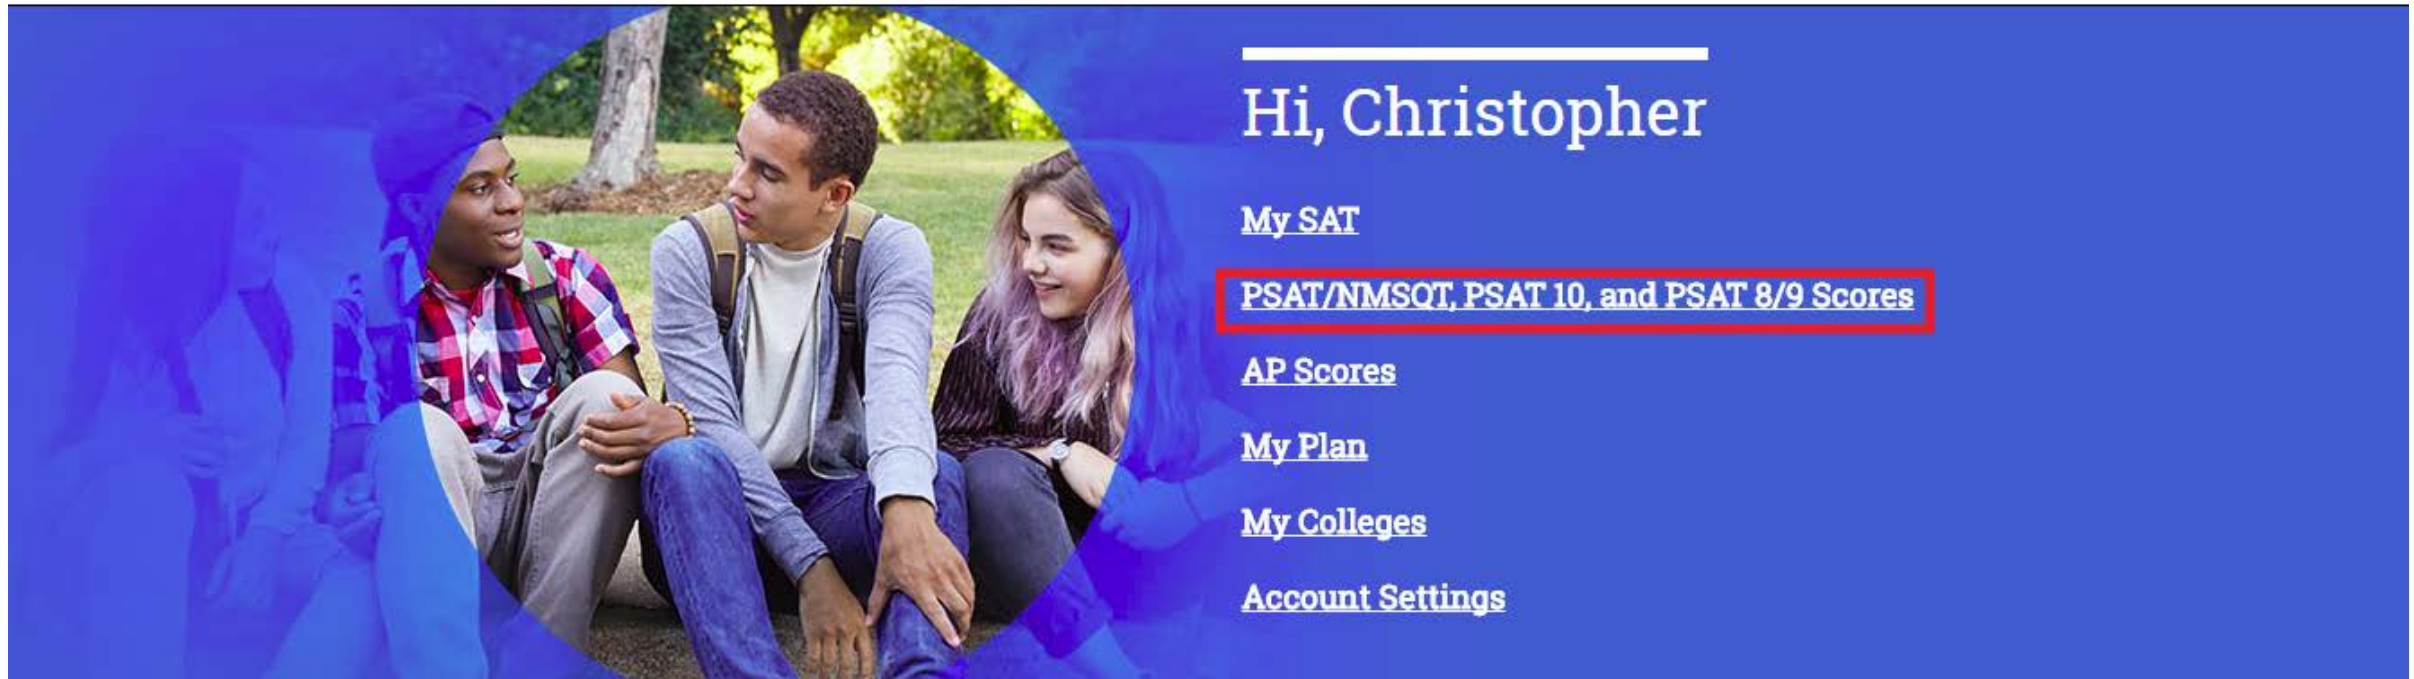 Hi, Christopher
My SAT
PSAT/NMSQT, PSAT 10, and PSAT 8/9 Scores
AP Scores
My Plan
My Colleges
Account Settings